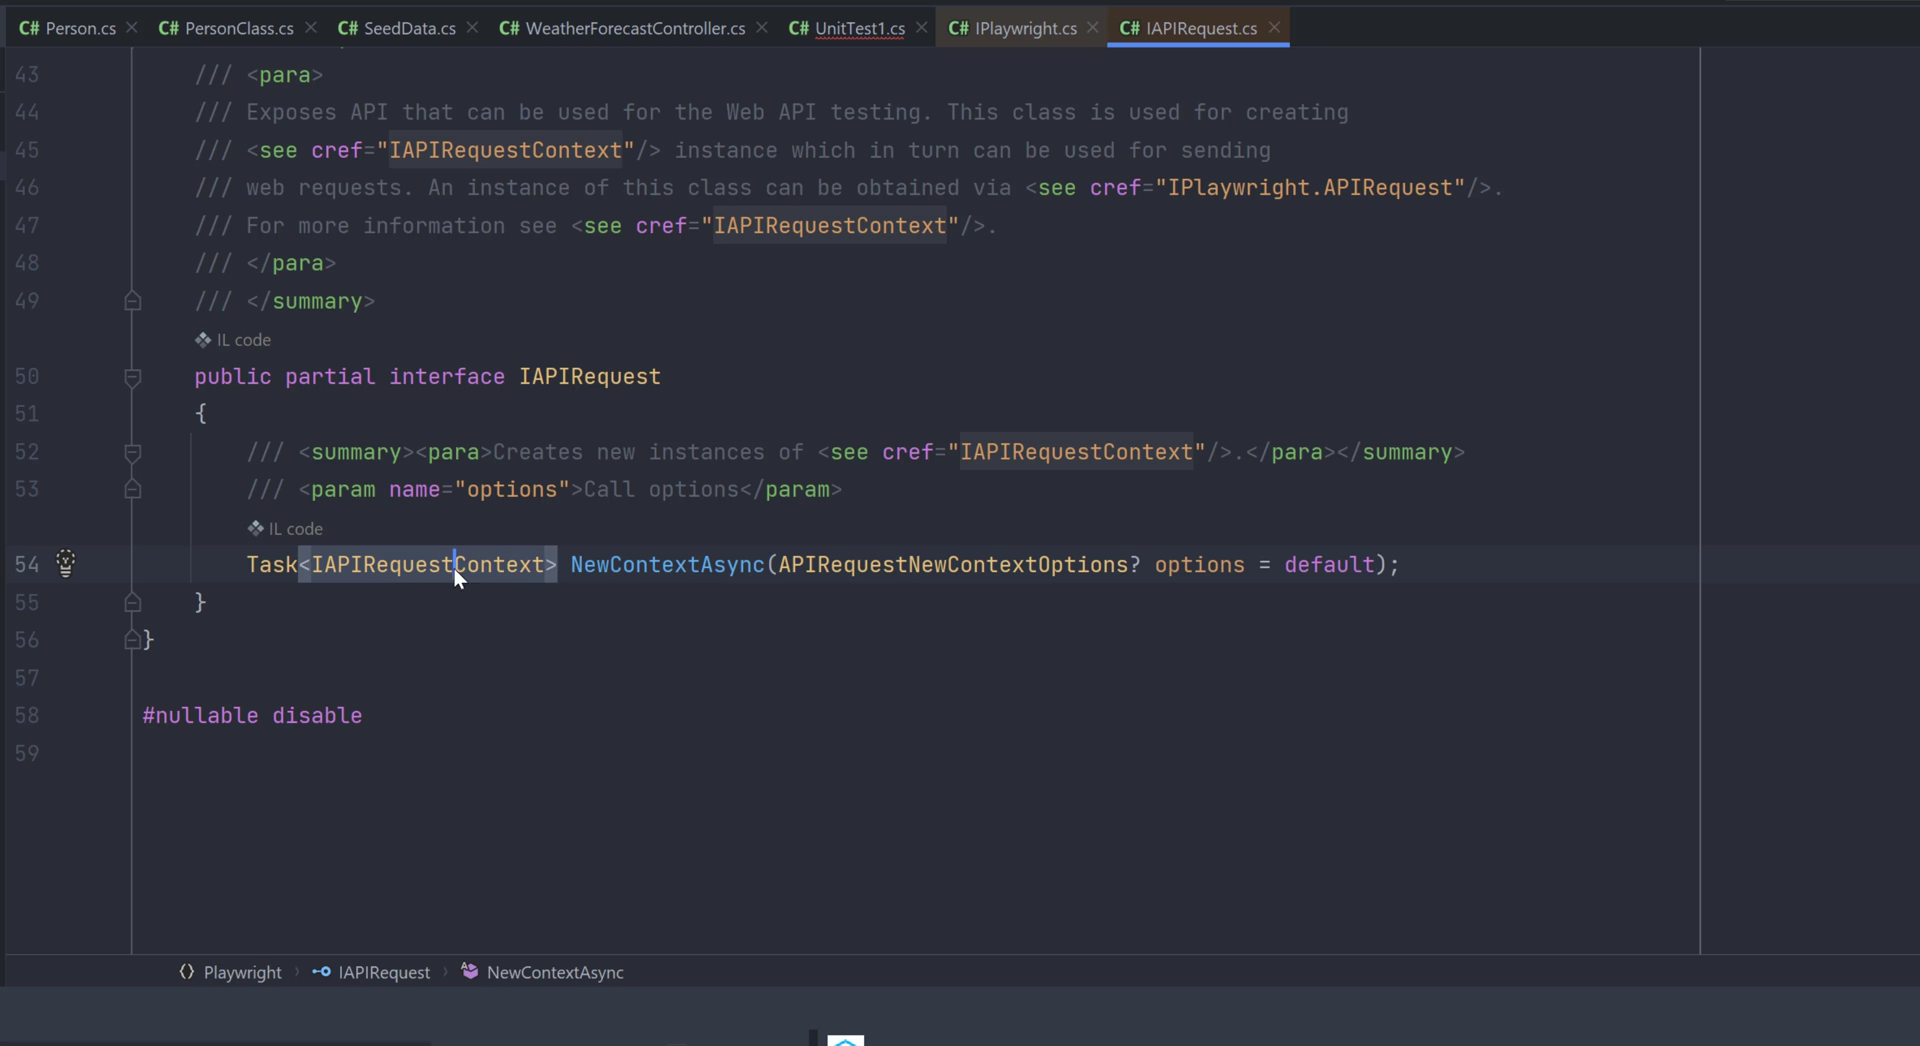 C# Person.cs C# PersonClass.cs C# SeedData.cs C# WeatherForecastController.cs C# UnitTest1.cs C# IPlaywright.cs C# IAPIRequest.cs
43 /// <para>
44 /// Exposes API that can be used for the Web API testing. This class is used for creating
45 /// <see cref="IAPIRequestContext"/> instance which in turn can be used for sending
46 /// web requests. An instance of this class can be obtained via <see cref="IPlaywright.APIRequest"/>.
47 /// For more information see <see cref="IAPIRequestContext"/>.
48 /// </para>
49 /// </summary>
IL code
50 public partial interface IAPIRequest
51 {
52 /// <summary><para>Creates new instances of <see cref="IAPIRequestContext"/>.</para></summary>
53 /// <param name="options">Call options</param>
IL code
54 Task<IAPIRequestContext> NewContextAsync(APIRequestNewContextOptions? options = default);
55 }
56 }
57
58 #nullable disable
59
Playwright IAPIRequest NewContextAsync